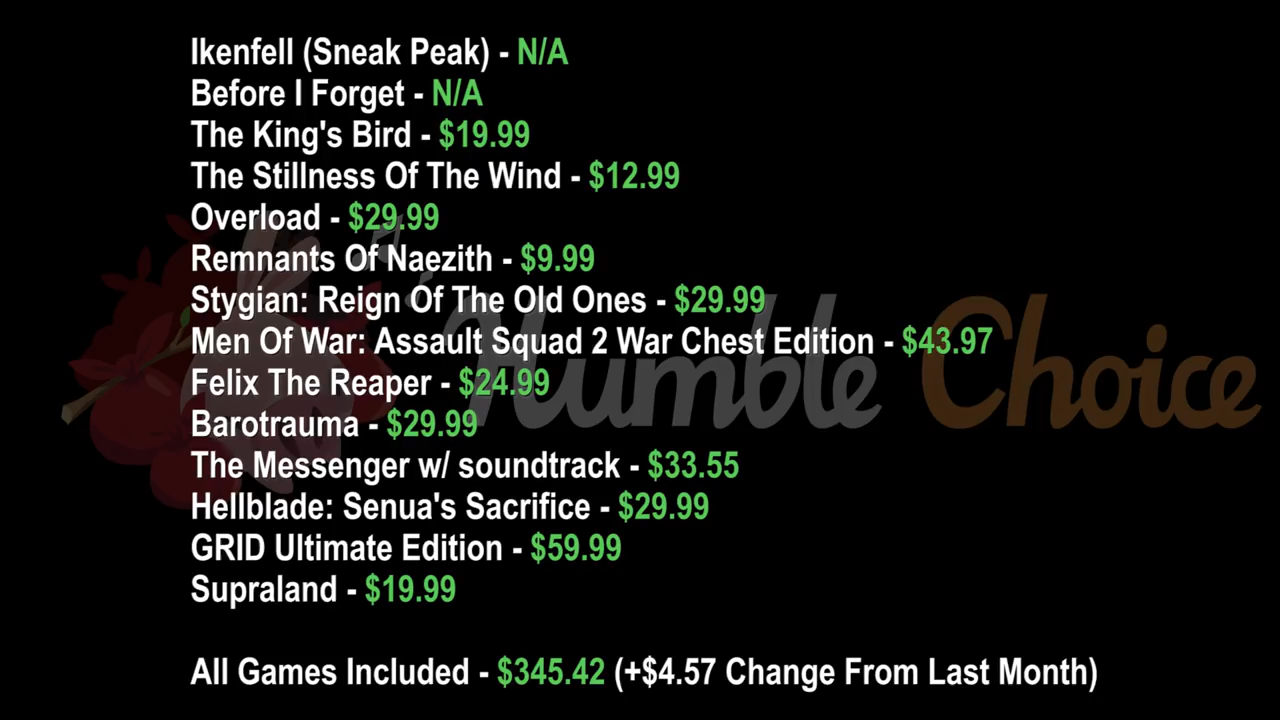 Ikenfell (Sneak Peak) - N/A
Before I Forget - N/A
The King's Bird - $19.99
The Stillness Of The Wind - $12.99
Overload - $29.99
Remnants Of Naezith - $9.99
Stygian: Reign Of The Old Ones - $29.99
Men Of War: Assault Squad 2 War Chest Edition - $43.97
Felix The Reaper - $24.99
Humble Choice
Barotrauma - $29.99
The Messenger w/ soundtrack - $33.55
Hellblade: Senua's Sacrifice - $29.99
GRID Ultimate Edition - $59.99
Supraland - $19.99
All Games Included - $345.42 (+$4.57 Change From Last Month)